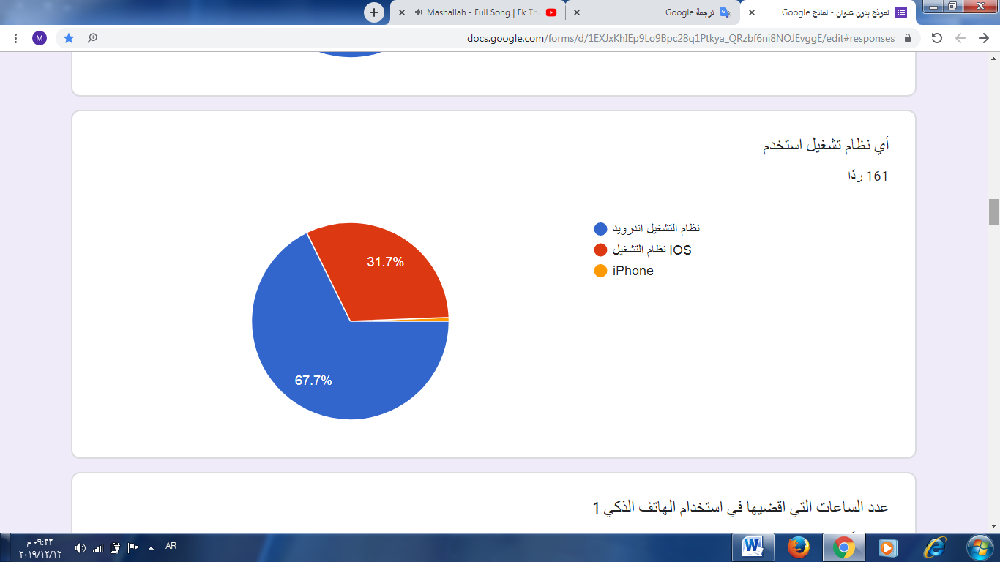 نموذج بدون عنوان - نماذج Google
ترجمة Google
Mashallah - Full Song | Ek Th
docs.google.com/forms/d/1EXJxKhIEp9Lo9Bpc28q1Ptkya_QRzbf6ni8NOJEvggE/edit#responses
M
أي نظام تشغيل استخدم
161 ردًا
نظام التشغيل اندرويد
نظام التشغيل IOS
iPhone
31.7%
67.7%
عدد الساعات التي اقضيها في استخدام الهاتف الذكي 1
AR
٠٩:٣٢ م
٢٠١٩/١٢/١٢